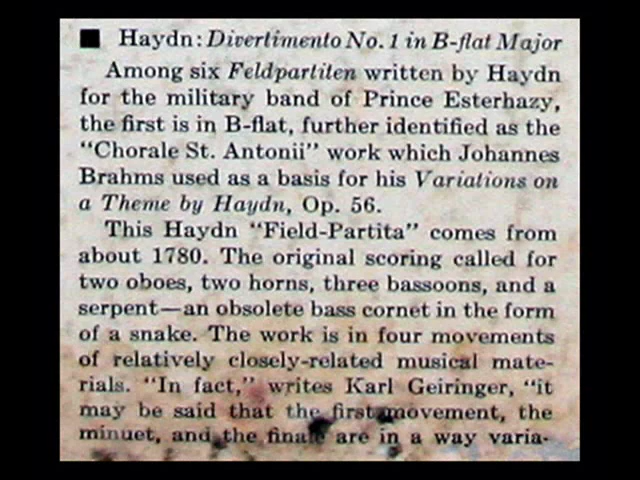 ■ Haydn: Divertimento No. 1 in B-flat Major
Among six Feldpartiten written by Haydn
for the military band of Prince Esterhazy,
the first is in B-flat, further identified as the
"Chorale St. Antonii" work which Johannes
Brahms used as a basis for his Variations on
a Theme by Haydn, Op. 56.
This Haydn "Field-Partita" comes from
about 1780. The original scoring called for
two oboes, two horns, three bassoons, and a
serpent—an obsolete bass cornet in the form
of a snake. The work is in four movements
of relatively closely-related musical mate-
rials. "In fact," writes Karl Geiringer, "it
may be said that the first movement, the
minuet, and the finale are in a way varia-